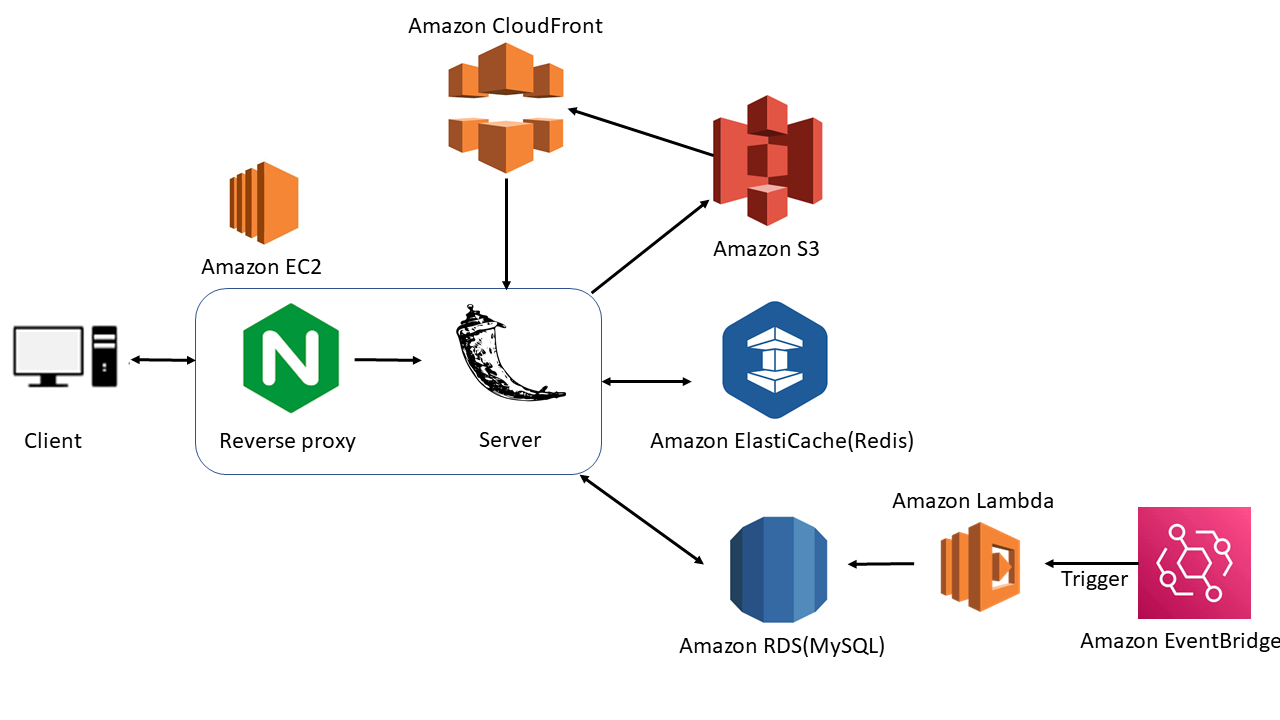 Amazon CloudFront
Amazon S3
Amazon EC2
N
Client
Reverse proxy
Server
Amazon ElastiCache(Redis)
Amazon Lambda
Trigger
Amazon RDS(MySQL)
Amazon EventBridge